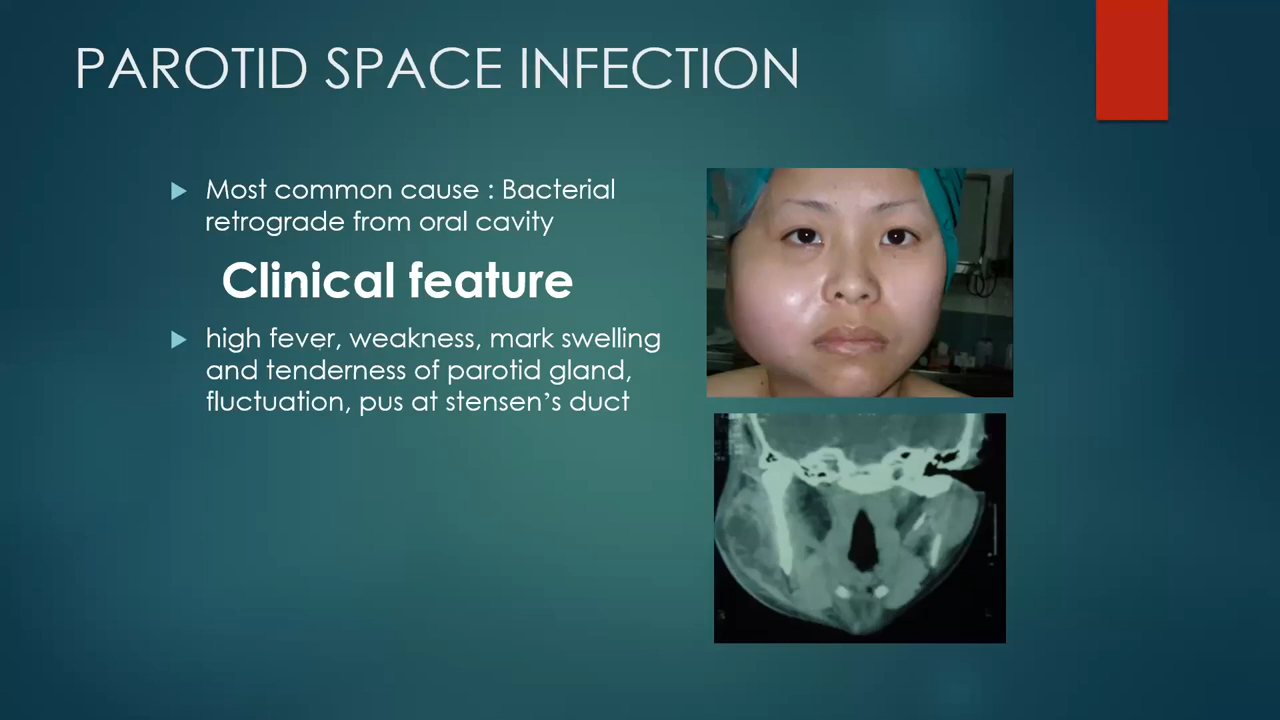 PAROTID SPACE INFECTION
Most common cause : Bacterial
retrograde from oral cavity
Clinical feature
high fever, weakness, mark swelling
and tenderness of parotid gland,
fluctuation, pus at stensen’s duct